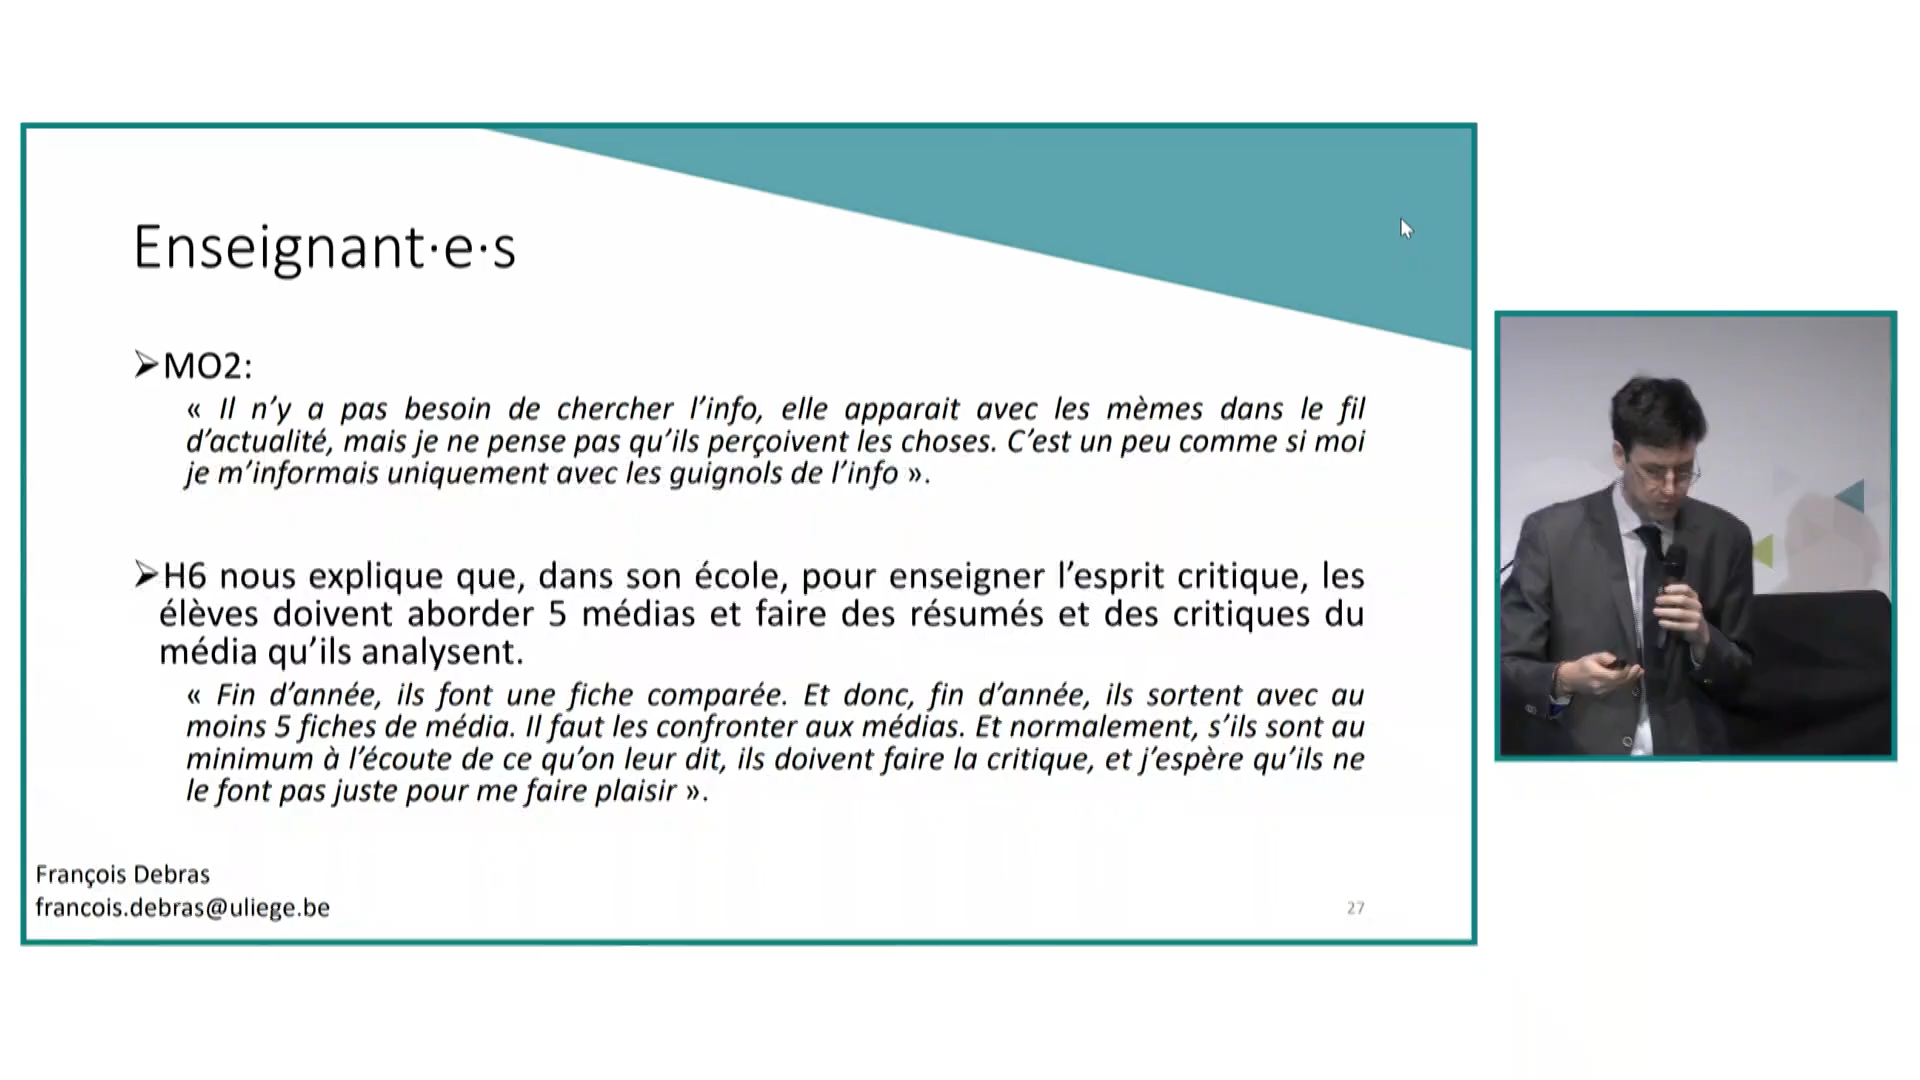 Enseignant·e·s
➢MO2:
« Il n’y a pas besoin de chercher l’info, elle apparait avec les mèmes dans le fil
d’actualité, mais je ne pense pas qu’ils perçoivent les choses. C’est un peu comme si moi
je m’informais uniquement avec les guignols de l’info ».
➢H6 nous explique que, dans son école, pour enseigner l’esprit critique, les
élèves doivent aborder 5 médias et faire des résumés et des critiques du
média qu’ils analysent.
« Fin d’année, ils font une fiche comparée. Et donc, fin d’année, ils sortent avec au
moins 5 fiches de média. Il faut les confronter aux médias. Et normalement, s’ils sont au
minimum à l’écoute de ce qu’on leur dit, ils doivent faire la critique, et j’espère qu’ils ne
le font pas juste pour me faire plaisir ».
François Debras
francois.debras@uliege.be
27